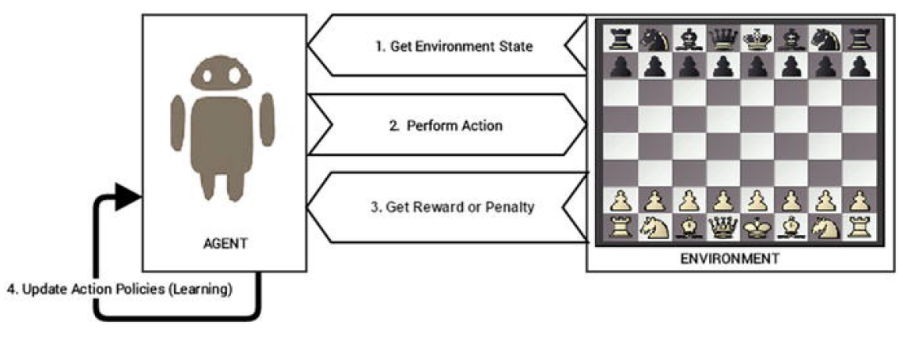 1. Get Environment State
2. Perform Action
3. Get Reward or Penalty
AGENT
ENVIRONMENT
4. Update Action Policies (Learning)